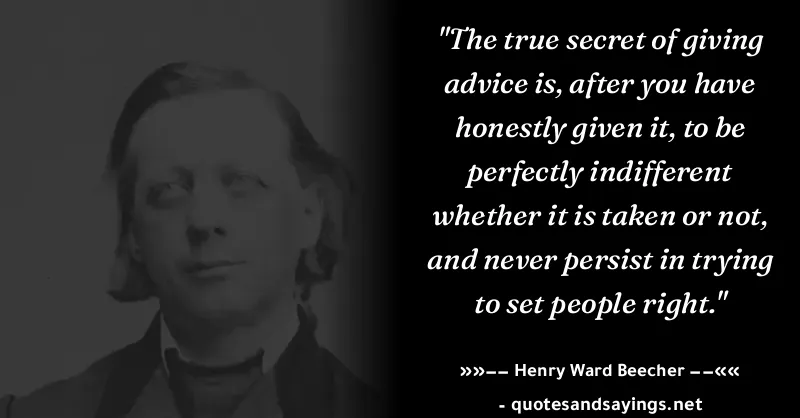 "The true secret of giving
advice is, after you have
honestly given it, to be
perfectly indifferent
whether it is taken or not,
and never persist in trying
to set people right."
»»–– Henry Ward Beecher ––««
- quotesandsayings.net